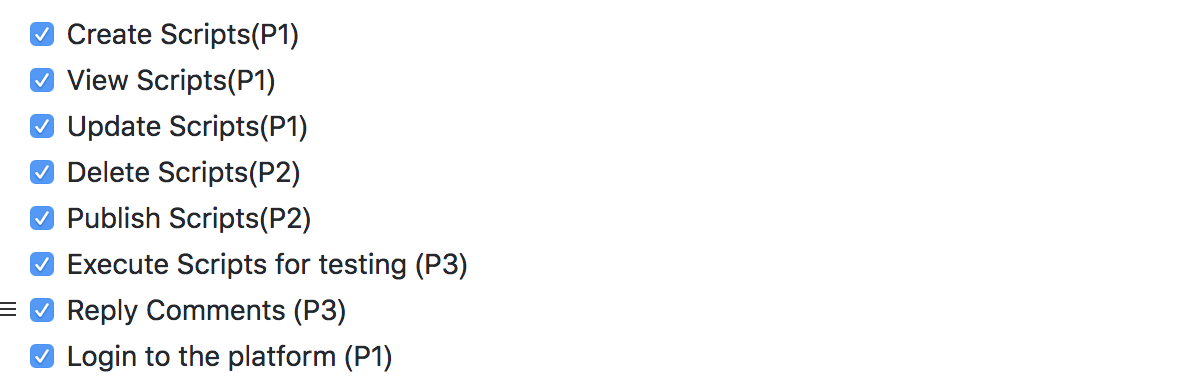 Create Scripts(P1)
View Scripts(P1)
Update Scripts(P1)
Delete Scripts(P2)
Publish Scripts(P2)
Execute Scripts for testing (P3)
Reply Comments (P3)
Login to the platform (P1)